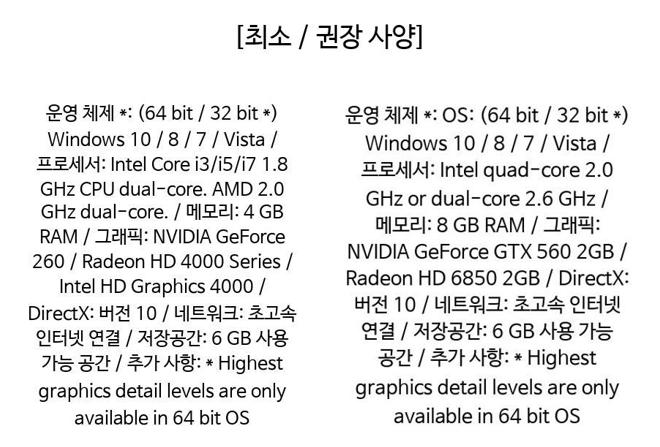 [최소 / 권장 사양]
운영 체제 *: (64 bit / 32 bit *)
Windows 10 / 8 / 7 / Vista /
프로세서: Intel Core i3/i5/i7 1.8
GHz CPU dual-core. AMD 2.0
GHz dual-core. / 메모리: 4 GB
RAM / 그래픽: NVIDIA GeForce
260 / Radeon HD 4000 Series /
Intel HD Graphics 4000 /
DirectX: 버전 10 / 네트워크: 초고속
인터넷 연결 / 저장공간: 6 GB 사용
가능 공간 / 추가 사항: * Highest
graphics detail levels are only
available in 64 bit OS
운영 체제 *: OS: (64 bit / 32 bit *)
Windows 10 / 8 / 7 / Vista /
프로세서: Intel quad-core 2.0
GHz or dual-core 2.6 GHz /
메모리: 8 GB RAM / 그래픽:
NVIDIA GeForce GTX 560 2GB /
Radeon HD 6850 2GB / DirectX:
버전 10 / 네트워크: 초고속 인터넷
연결 / 저장공간: 6 GB 사용 가능
공간 / 추가 사항: * Highest
graphics detail levels are only
available in 64 bit OS